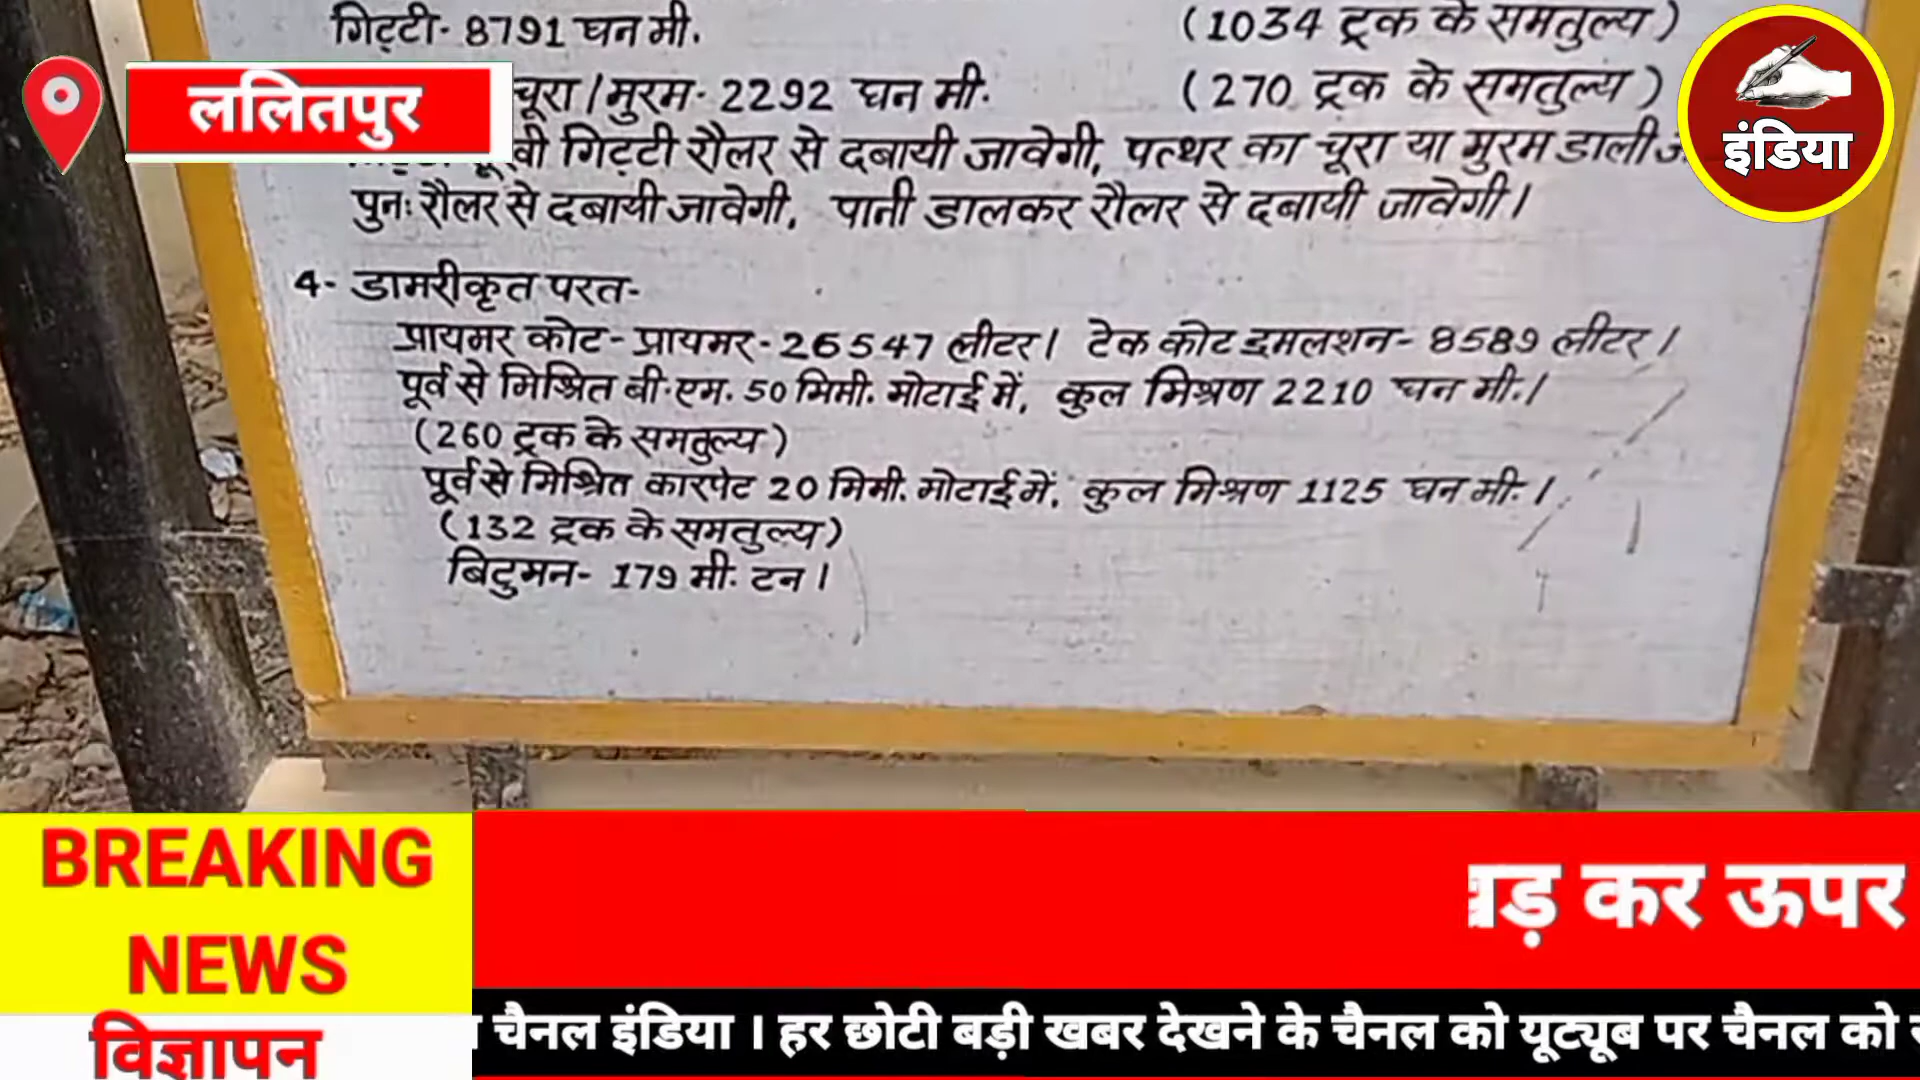 गिट्टी- 8791 घन मी. (1034 ट्रक के समतुल्य)
ललितपुर
चूरा/मुरम- 2292 घन मी. (270 ट्रक के समतुल्य)
गिट्टी रौलर से दबायी जावेगी, पत्थर का चूरा या मुरम डाली
पुनः रौलर से दबायी जावेगी, पानी डालकर रौलर से दबायी जावेगी।
इंडिया
4- डामरीकृत परत-
प्रायमर कोट- प्रायमर- 26547 लीटर। टेक कोट इमलशन- 8589 लीटर।
पूर्व से मिश्रित बी.एम. 50 मिमी. मोटाई में, कुल मिश्रण 2210 घन मी.।
(260 ट्रक के समतुल्य)
पूर्व से मिश्रित कारपेट 20 मिमी. मोटाई में, कुल मिश्रण 1125 घन मी.।
(132 ट्रक के समतुल्य)
बिटुमन- 179 मी. टन।
BREAKING
NEWS
कर ऊपर
चैनल इंडिया । हर छोटी बड़ी खबर देखने के चैनल को यूट्यूब पर चैनल को
विज्ञापन